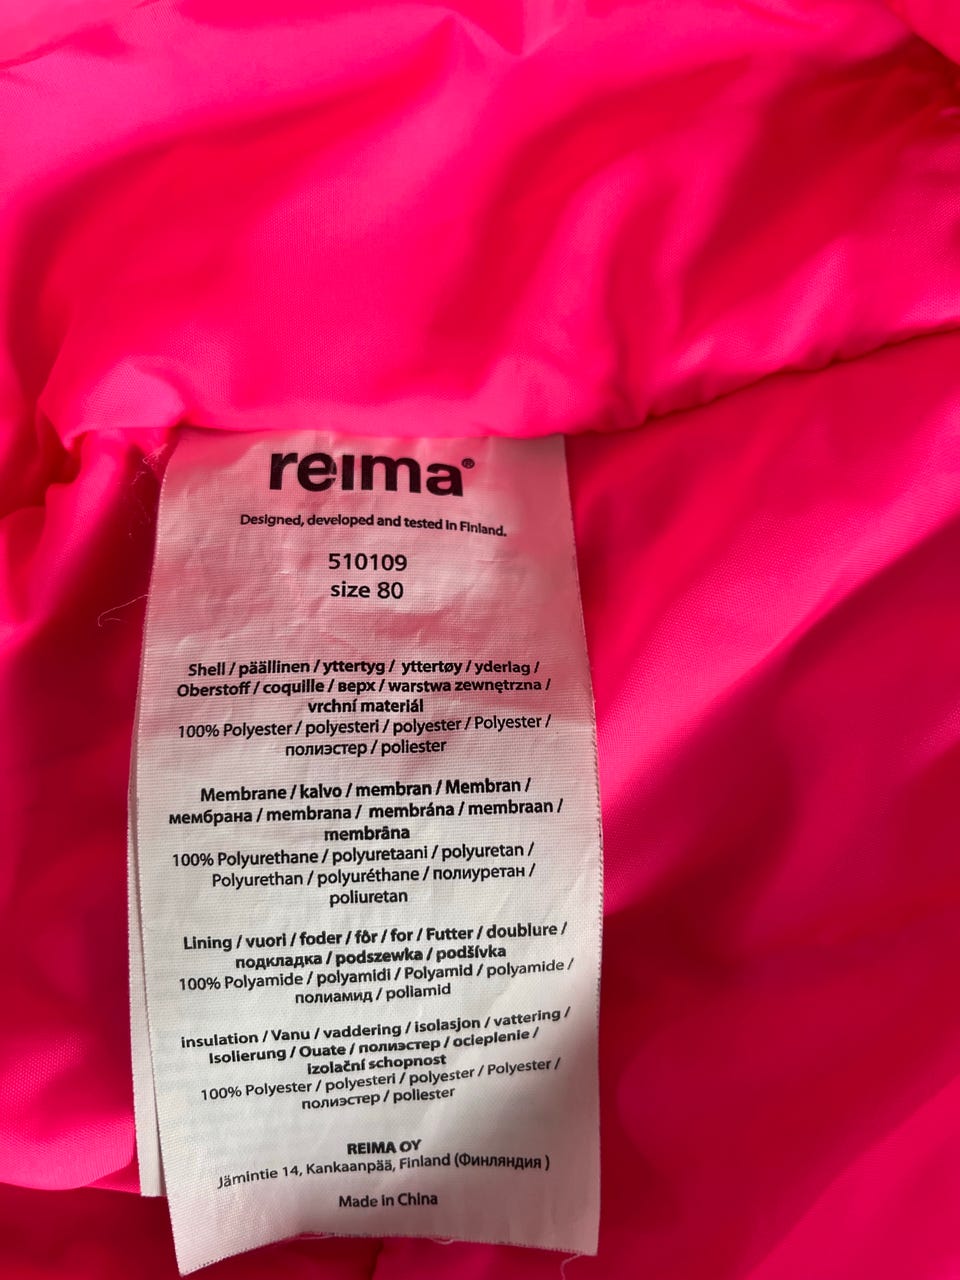 reima®
Designed, developed and tested in Finland.
510109
size 80
Shell / päällinen / yttertyg / yttertøy / yderlag /
Oberstoff / coquille / верх / warstwa zewnętrzna /
vrchní materiál
100% Polyester / polyesteri / polyester / Polyester /
полиэстер / poliester
Membrane / kalvo / membran / Membran /
мембрана / membrana / membrána / membraan /
membrāna
100% Polyurethane / polyuretaani / polyuretan /
Polyurethan / polyuréthane / полиуретан /
poliuretan
Lining / vuori / foder / fôr / for / Futter / doublure /
подкладка / podszewka / podšívka
100% Polyamide / polyamidi / Polyamid / polyamide /
полиамид / poliamid
insulation / Vanu / vaddering / isolasjon / vattering /
Isolierung / Ouate / полиэстер / ocieplenie /
izolační schopnost
100% Polyester / polyesteri / polyester / Polyester /
полиэстер / poliester
REIMA OY
Jämintie 14, Kankaanpää, Finland (Финляндия )
Made in China